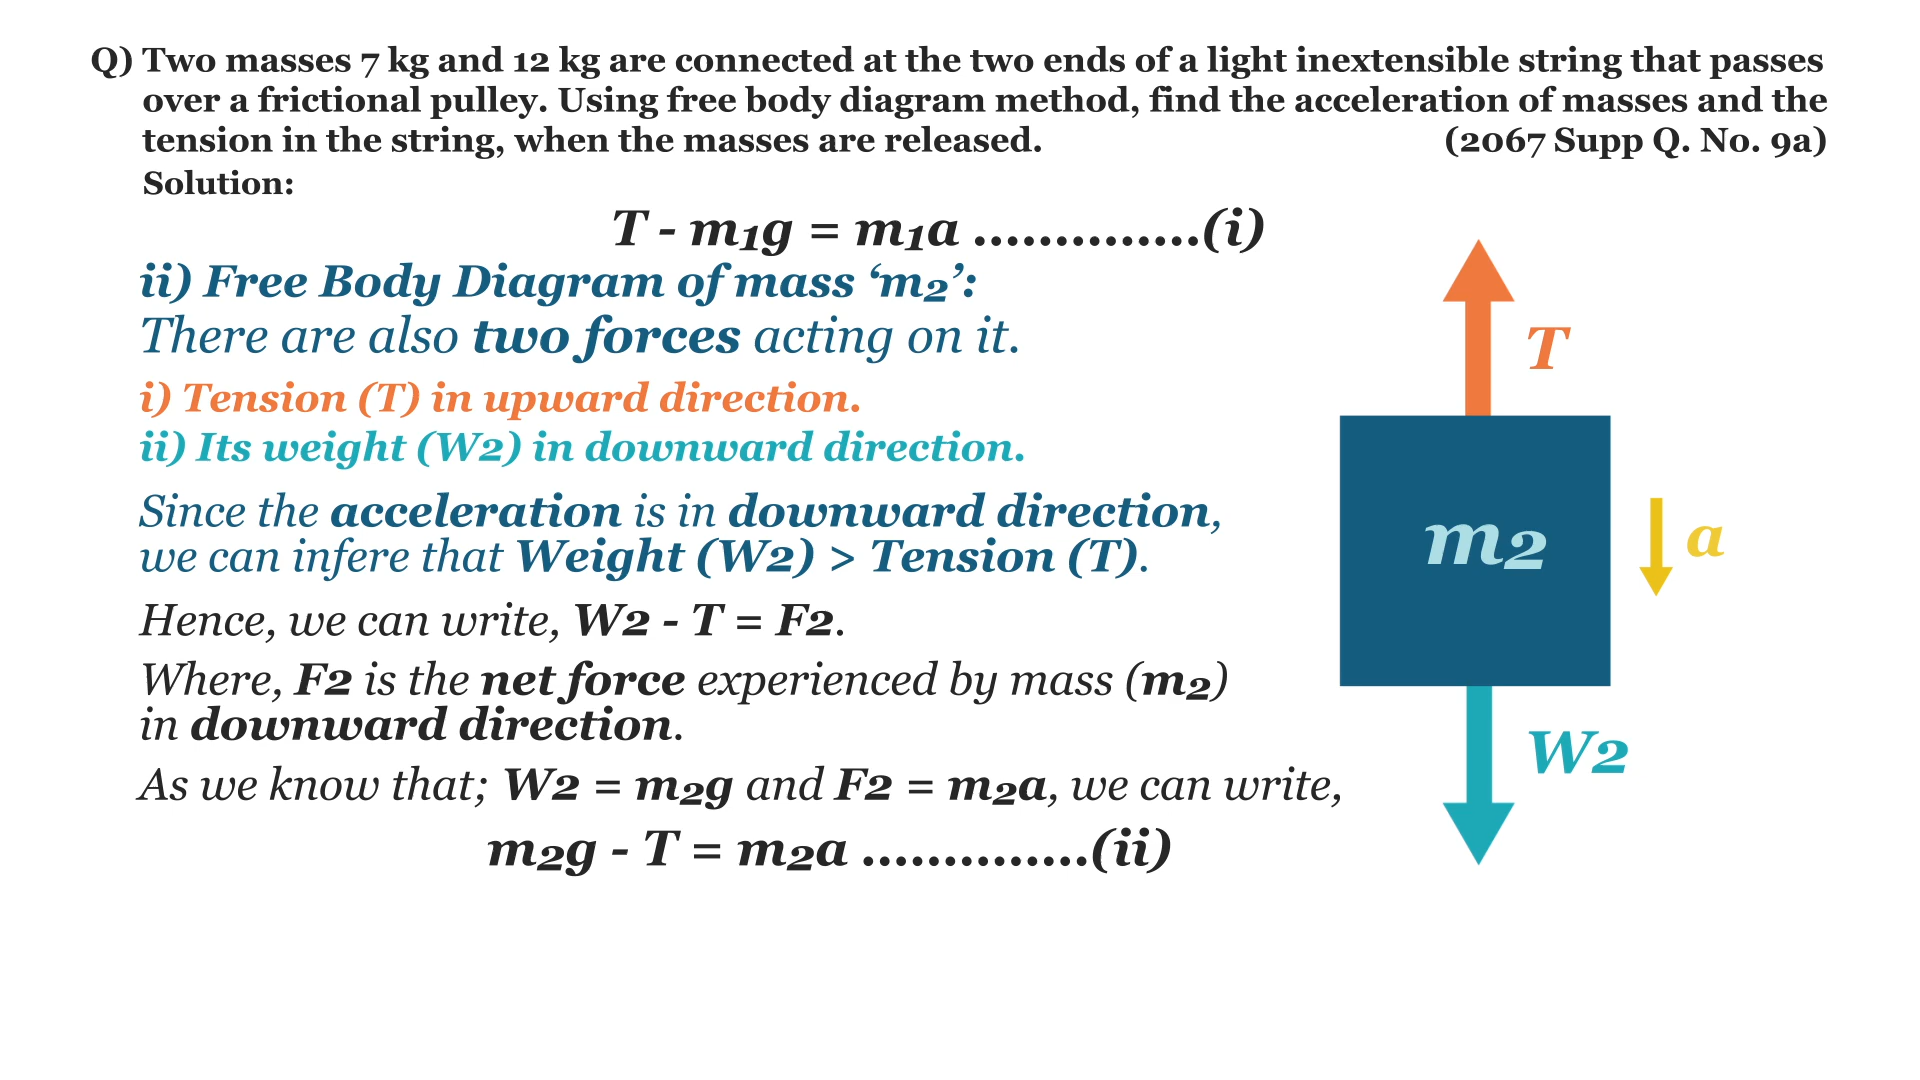 Q) Two masses 7 kg and 12 kg are connected at the two ends of a light inextensible string that passes
over a frictional pulley. Using free body diagram method, find the acceleration of masses and the
tension in the string, when the masses are released. (2067 Supp Q. No. 9a)
Solution:
T - m₁g = m₁a ..............(i)
ii) Free Body Diagram of mass ‘m₂’:
There are also two forces acting on it.
i) Tension (T) in upward direction.
ii) Its weight (W2) in downward direction.
Since the acceleration is in downward direction,
we can infere that Weight (W2) > Tension (T).
Hence, we can write, W2 - T = F2.
Where, F2 is the net force experienced by mass (m₂)
in downward direction.
As we know that; W2 = m₂g and F2 = m₂a, we can write,
m₂g - T = m₂a ..............(ii)
T
m₂
a
W2